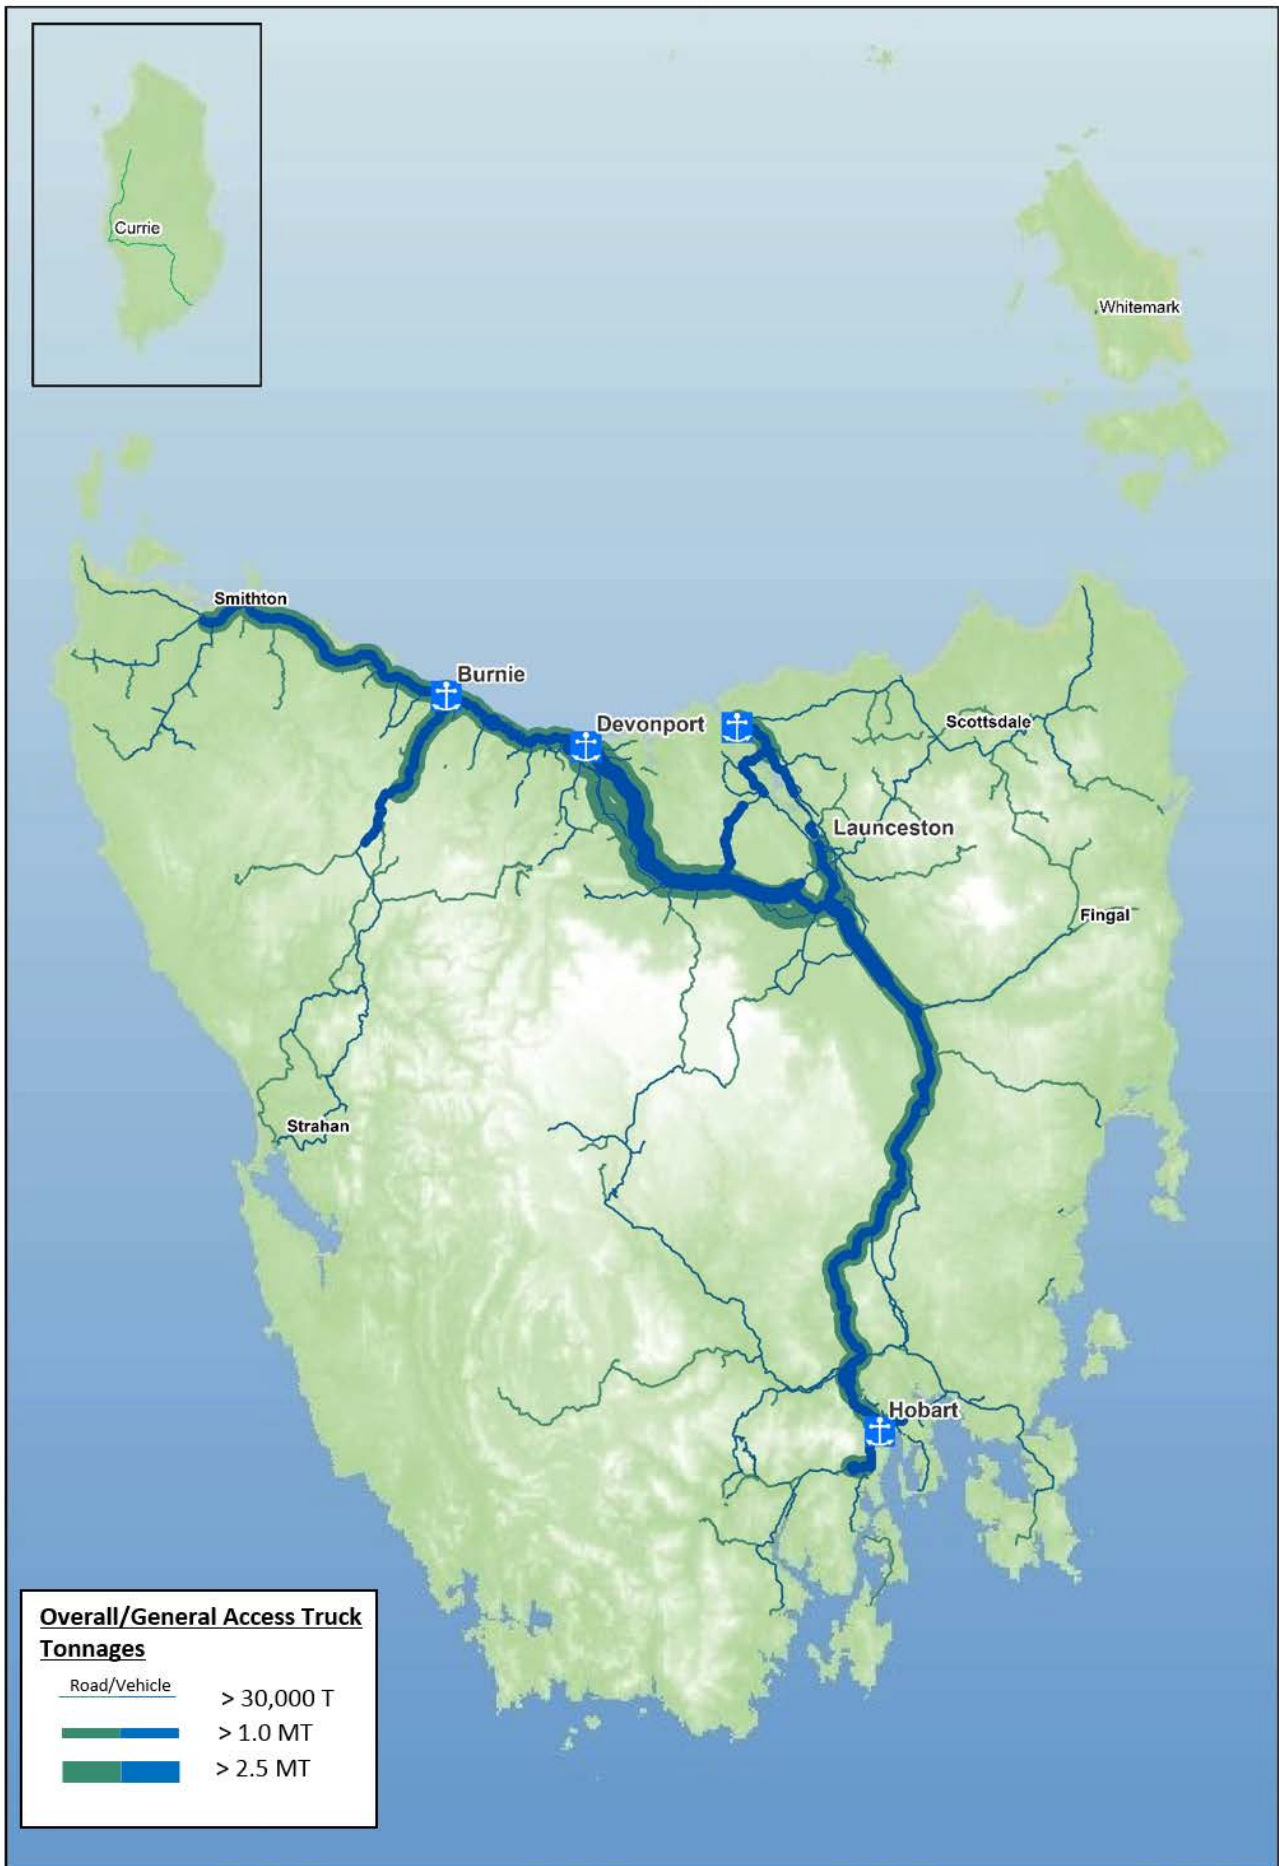 Currie
Whitemark
Smithton
Burnie
Devonport
Scottsdale
Launceston
Fingal
Strahan
Hobart
Overall/General Access Truck
Tonnages
Road/Vehicle > 30,000 T
> 1.0 MT
> 2.5 MT